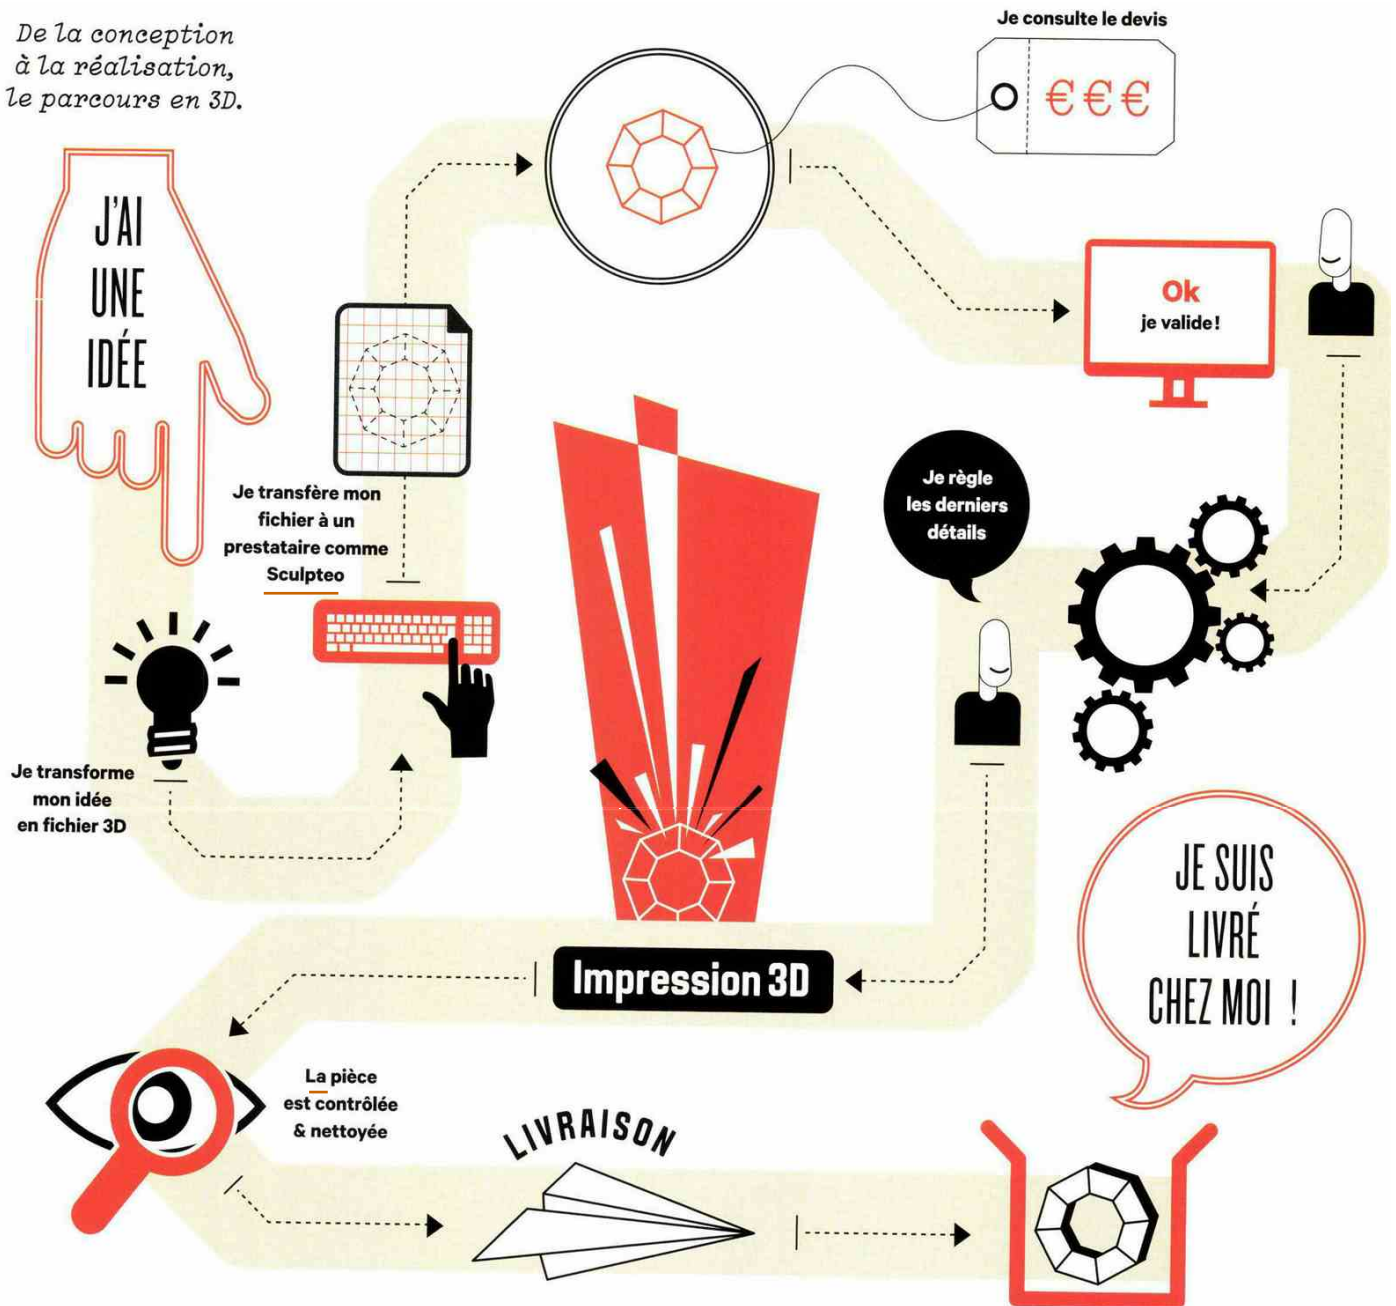 De la conception
à la réalisation,
le parcours en 3D.
J'AI
UNE
IDÉE
Je transforme
mon idée
en fichier 3D
Je transfère mon
fichier à un
prestataire comme
Sculpteo
Je consulte le devis
€ € €
Ok
je valide !
Je règle
les derniers
détails
Impression 3D
La pièce
est contrôlée
& nettoyée
LIVRAISON
JE SUIS
LIVRÉ
CHEZ MOI !